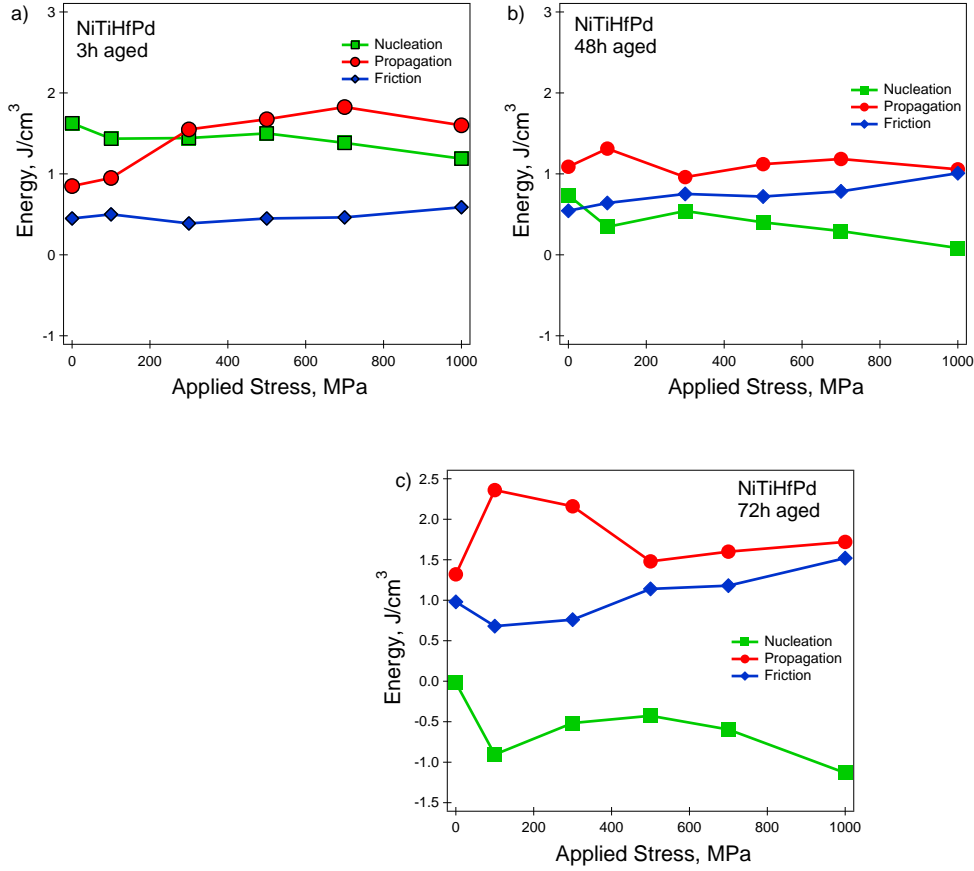 a)
NiTiHfPd
3h aged
Nucleation
Propagation
Friction
3
2
1
0
-1
Energy, J/cm³
0 200 400 600 800 1000
Applied Stress, MPa
b)
NiTiHfPd
48h aged
Nucleation
Propagation
Friction
3
2
1
0
-1
Energy, J/cm³
0 200 400 600 800 1000
Applied Stress, MPa
c)
NiTiHfPd
72h aged
Nucleation
Propagation
Friction
2.5
2.0
1.5
1.0
0.5
0.0
-0.5
-1.0
-1.5
Energy, J/cm³
0 200 400 600 800 1000
Applied Stress, MPa